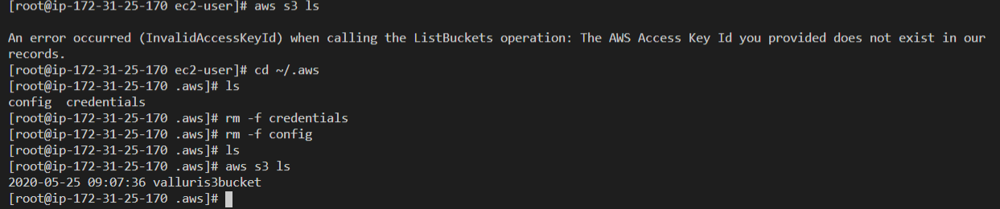 [root@ip-172-31-25-170 ec2-user]# aws s3 ls
An error occurred (InvalidAccessKeyId) when calling the ListBuckets operation: The AWS Access Key Id you provided does not exist in our
records.
[root@ip-172-31-25-170 ec2-user]# cd ~/.aws
[root@ip-172-31-25-170 .aws]# ls
config  credentials
[root@ip-172-31-25-170 .aws]# rm -f credentials
[root@ip-172-31-25-170 .aws]# rm -f config
[root@ip-172-31-25-170 .aws]# ls
[root@ip-172-31-25-170 .aws]# aws s3 ls
2020-05-25 09:07:36 valluris3bucket
[root@ip-172-31-25-170 .aws]#